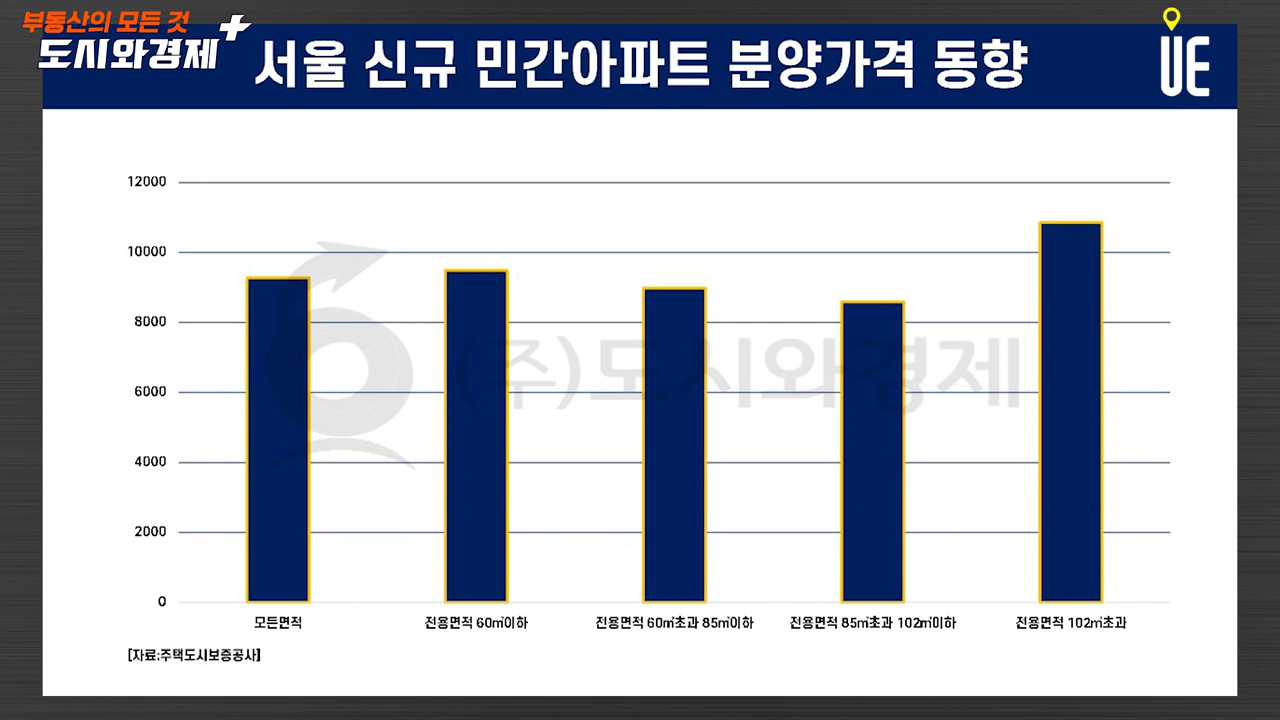 부동산의 모든 것
도시와경제
서울 신규 민간아파트 분양가격 동향
UE
12000
10000
8000
6000
4000
2000
0
(주)도시와경제
모든면적
전용면적 60㎡이하
전용면적 60㎡초과 85㎡이하
전용면적 85㎡초과 102㎡이하
전용면적 102㎡초과
[자료:주택도시보증공사]